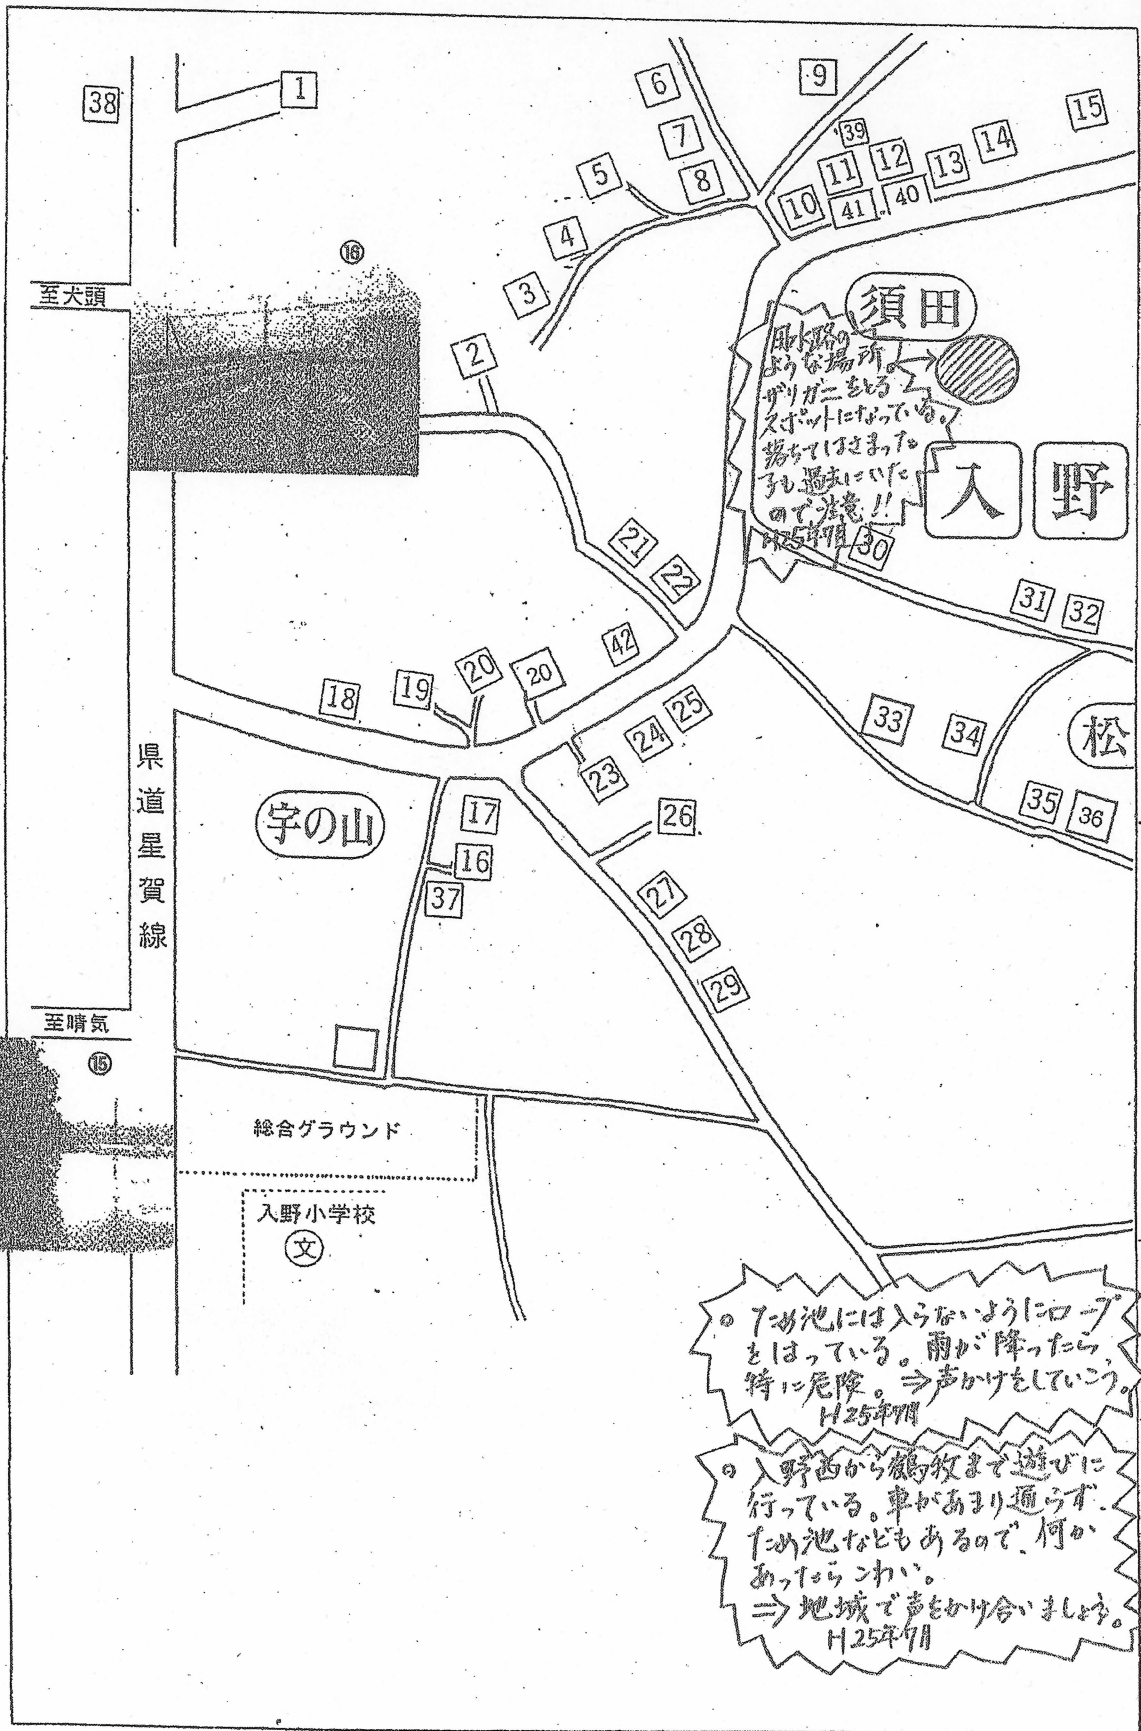 38
1
6
7
8
5
4
3
2
9
39
10
11
12
13
14
15
41
40
⑯
至犬頭
須田
用水路の
ような場所。
ザリガニをとる
スポットになっている。
落ちてはさまった
子も過去にいた
ので、注意!!
H25年7月
入野
30
31
32
21
22
42
20
20
19
18
33
34
松
35
36
25
24
23
県道星賀線
字の山
17
16
37
26
27
28
29
至晴気
⑮
総合グラウンド
入野小学校
文
。ため池には入らないようにロープ
をはっている。雨が降ったら
特に危険。⇒声かけをしていこう。
H25年7月
。入野西から鶴牧まで遊びに
行っている。車があまり通らず、
ため池などもあるので、何か
あったらこわい。
⇒地域で声をかけ合いましょう。
H25年7月